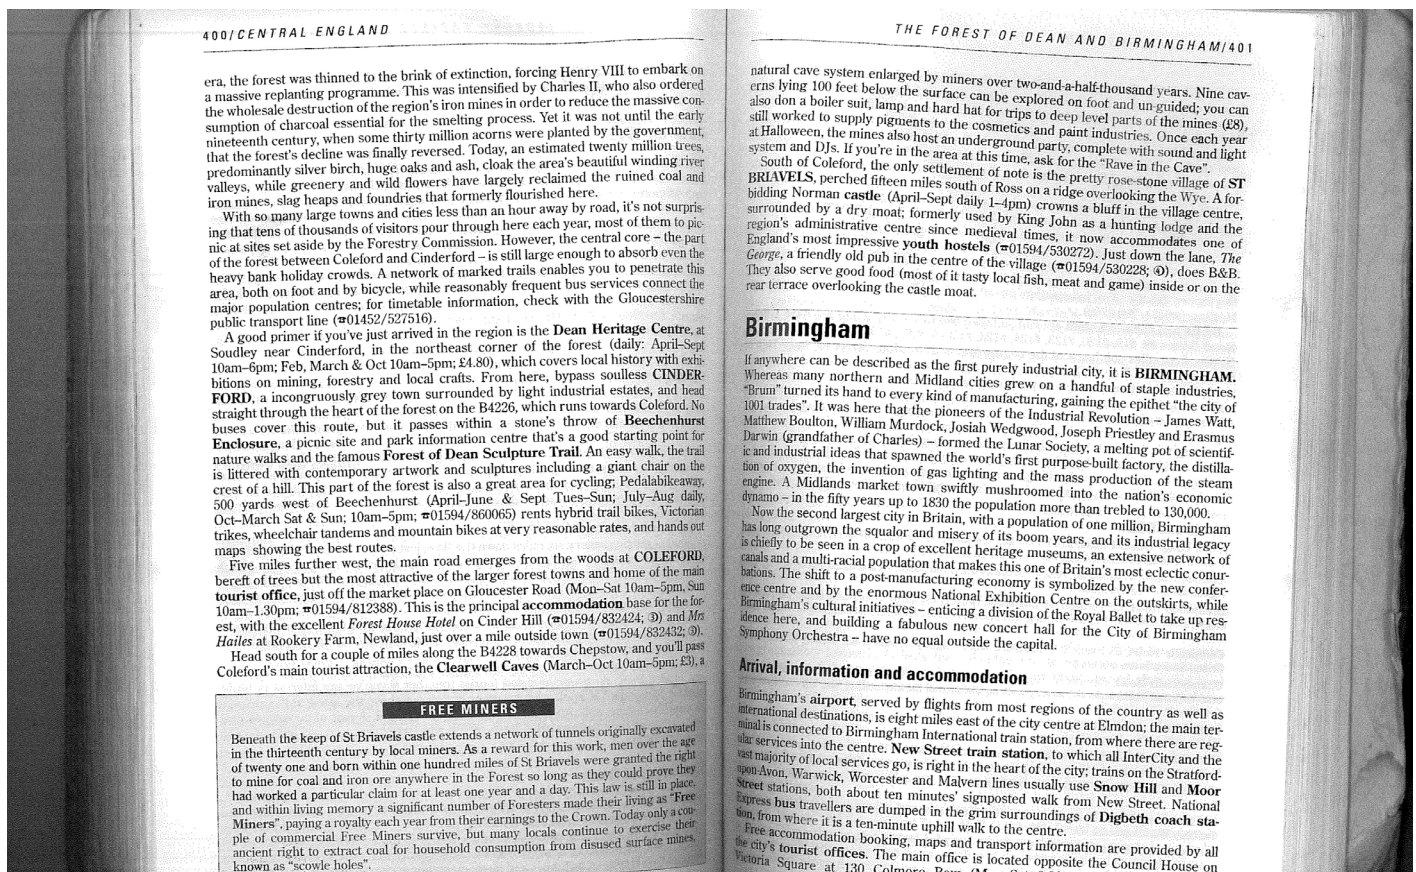 400/CENTRAL ENGLAND
era, the forest was thinned to the brink of extinction, forcing Henry VIII to embark on
a massive replanting programme. This was intensified by Charles II, who also ordered
the wholesale destruction of the region's iron mines in order to reduce the massive con-
sumption of charcoal essential for the smelting process. Yet it was not until the early
nineteenth century, when some thirty million acorns were planted by the government,
that the forest's decline was finally reversed. Today, an estimated twenty million trees,
predominantly silver birch, huge oaks and ash, cloak the area's beautiful winding river
valleys, while greenery and wild flowers have largely reclaimed the ruined coal and
iron mines, slag heaps and foundries that formerly flourished here.
With so many large towns and cities less than an hour away by road, it's not surpris-
ing that tens of thousands of visitors pour through here each year, most of them to pic-
nic at sites set aside by the Forestry Commission. However, the central core – the part
of the forest between Coleford and Cinderford – is still large enough to absorb even the
heavy bank holiday crowds. A network of marked trails enables you to penetrate this
area, both on foot and by bicycle, while reasonably frequent bus services connect the
major population centres; for timetable information, check with the Gloucestershire
public transport line (☎01452/527516).
A good primer if you've just arrived in the region is the Dean Heritage Centre, at
Soudley near Cinderford, in the northeast corner of the forest (daily: April–Sept
10am–6pm; Feb, March & Oct 10am–5pm; £4.80), which covers local history with exhi-
bitions on mining, forestry and local crafts. From here, bypass soulless CINDER-
FORD, a incongruously grey town surrounded by light industrial estates, and head
straight through the heart of the forest on the B4226, which runs towards Coleford. No
buses cover this route, but it passes within a stone's throw of Beechenhurst
Enclosure, a picnic site and park information centre that's a good starting point for
nature walks and the famous Forest of Dean Sculpture Trail. An easy walk, the trail
is littered with contemporary artwork and sculptures including a giant chair on the
crest of a hill. This part of the forest is also a great area for cycling; Pedalabikeaway,
500 yards west of Beechenhurst (April–June & Sept Tues–Sun; July–Aug daily,
Oct–March Sat & Sun; 10am–5pm; ☎01594/860065) rents hybrid trail bikes, Victorian
trikes, wheelchair tandems and mountain bikes at very reasonable rates, and hands out
maps showing the best routes.
Five miles further west, the main road emerges from the woods at COLEFORD,
bereft of trees but the most attractive of the larger forest towns and home of the main
tourist office, just off the market place on Gloucester Road (Mon–Sat 10am–5pm, Sun
10am–1.30pm; ☎01594/812388). This is the principal accommodation base for the for-
est, with the excellent Forest House Hotel on Cinder Hill (☎01594/832424; ③) and Mrs
Hailes at Rookery Farm, Newland, just over a mile outside town (☎01594/832432; ③).
Head south for a couple of miles along the B4228 towards Chepstow, and you'll pass
Coleford's main tourist attraction, the Clearwell Caves (March–Oct 10am–5pm; £3), a
FREE MINERS
Beneath the keep of St Briavels castle extends a network of tunnels originally excavated
in the thirteenth century by local miners. As a reward for this work, men over the age
of twenty one and born within one hundred miles of St Briavels were granted the right
to mine for coal and iron ore anywhere in the Forest so long as they could prove they
had worked a particular claim for at least one year and a day. This law is still in place,
and within living memory a significant number of Foresters made their living as "Free
Miners", paying a royalty each year from their earnings to the Crown. Today only a cou-
ple of commercial Free Miners survive, but many locals continue to exercise their
ancient right to extract coal for household consumption from disused surface mines,
known as "scowle holes".
THE FOREST OF DEAN AND BIRMINGHAM/401
natural cave system enlarged by miners over two-and-a-half-thousand years. Nine cav-
erns lying 100 feet below the surface can be explored on foot and un-guided; you can
also don a boiler suit, lamp and hard hat for trips to deep level parts of the mines (£8),
still worked to supply pigments to the cosmetics and paint industries. Once each year
at Halloween, the mines also host an underground party, complete with sound and light
system and DJs. If you're in the area at this time, ask for the "Rave in the Cave".
South of Coleford, the only settlement of note is the pretty rose-stone village of ST
BRIAVELS, perched fifteen miles south of Ross on a ridge overlooking the Wye. A for-
bidding Norman castle (April–Sept daily 1–4pm) crowns a bluff in the village centre,
surrounded by a dry moat; formerly used by King John as a hunting lodge and the
region's administrative centre since medieval times, it now accommodates one of
England's most impressive youth hostels (☎01594/530272). Just down the lane, The
George, a friendly old pub in the centre of the village (☎01594/530228; ④), does B&B.
They also serve good food (most of it tasty local fish, meat and game) inside or on the
rear terrace overlooking the castle moat.
Birmingham
If anywhere can be described as the first purely industrial city, it is BIRMINGHAM.
Whereas many northern and Midland cities grew on a handful of staple industries,
"Brum" turned its hand to every kind of manufacturing, gaining the epithet "the city of
1001 trades". It was here that the pioneers of the Industrial Revolution – James Watt,
Matthew Boulton, William Murdock, Josiah Wedgwood, Joseph Priestley and Erasmus
Darwin (grandfather of Charles) – formed the Lunar Society, a melting pot of scientif-
ic and industrial ideas that spawned the world's first purpose-built factory, the distilla-
tion of oxygen, the invention of gas lighting and the mass production of the steam
engine. A Midlands market town swiftly mushroomed into the nation's economic
dynamo – in the fifty years up to 1830 the population more than trebled to 130,000.
Now the second largest city in Britain, with a population of one million, Birmingham
has long outgrown the squalor and misery of its boom years, and its industrial legacy
is chiefly to be seen in a crop of excellent heritage museums, an extensive network of
canals and a multi-racial population that makes this one of Britain's most eclectic conur-
bations. The shift to a post-manufacturing economy is symbolized by the new confer-
ence centre and by the enormous National Exhibition Centre on the outskirts, while
Birmingham's cultural initiatives – enticing a division of the Royal Ballet to take up res-
idence here, and building a fabulous new concert hall for the City of Birmingham
Symphony Orchestra – have no equal outside the capital.
Arrival, information and accommodation
Birmingham's airport, served by flights from most regions of the country as well as
international destinations, is eight miles east of the city centre at Elmdon; the main ter-
minal is connected to Birmingham International train station, from where there are reg-
ular services into the centre. New Street train station, to which all InterCity and the
vast majority of local services go, is right in the heart of the city; trains on the Stratford-
upon-Avon, Warwick, Worcester and Malvern lines usually use Snow Hill and Moor
Street stations, both about ten minutes' signposted walk from New Street. National
Express bus travellers are dumped in the grim surroundings of Digbeth coach sta-
tion, from where it is a ten-minute uphill walk to the centre.
Free accommodation booking, maps and transport information are provided by all
the city's tourist offices. The main office is located opposite the Council House on
Victoria Square at 130 Colmore